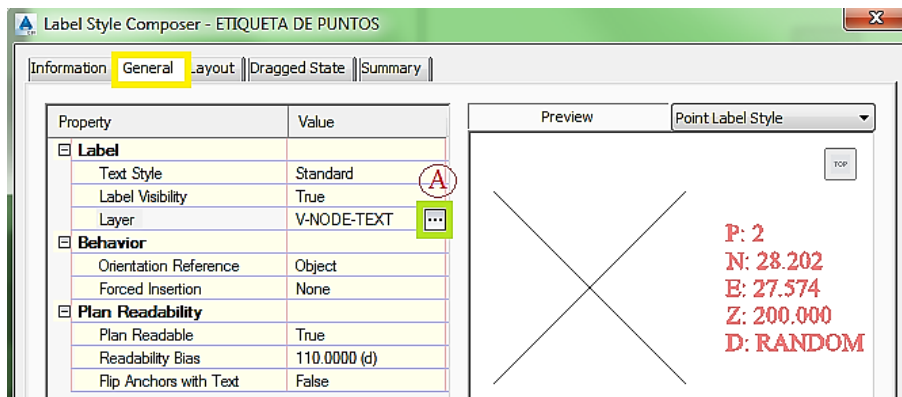 Label Style Composer - ETIQUETA DE PUNTOS
Information General Layout Dragged State Summary
Property Value
Label
Text Style Standard
Label Visibility True
Layer V-NODE-TEXT ...
A
Behavior
Orientation Reference Object
Forced Insertion None
Plan Readability
Plan Readable True
Readability Bias 110.0000 (d)
Flip Anchors with Text False
Preview Point Label Style
TOP
P: 2
N: 28.202
E: 27.574
Z: 200.000
D: RANDOM